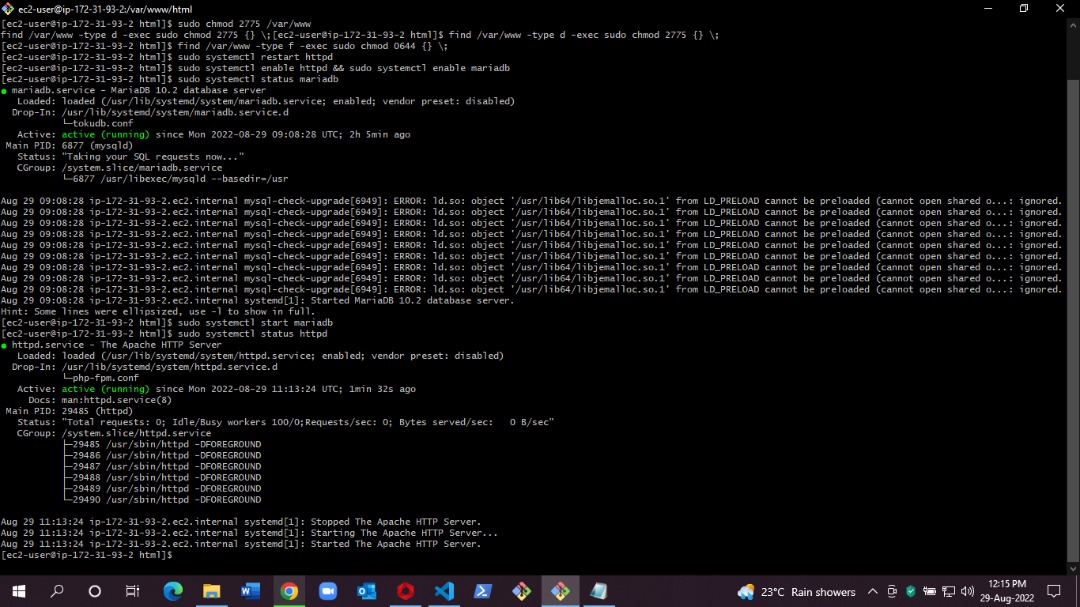 ec2-user@ip-172-31-93-2:/var/www/html
[ec2-user@ip-172-31-93-2 html]$ sudo chmod 2775 /var/www
find /var/www -type d -exec sudo chmod 2775 {} \;[ec2-user@ip-172-31-93-2 html]$ find /var/www -type d -exec sudo chmod 2775 {} \;
[ec2-user@ip-172-31-93-2 html]$ find /var/www -type f -exec sudo chmod 0644 {} \;
[ec2-user@ip-172-31-93-2 html]$ sudo systemctl restart httpd
[ec2-user@ip-172-31-93-2 html]$ sudo systemctl enable httpd && sudo systemctl enable mariadb
[ec2-user@ip-172-31-93-2 html]$ sudo systemctl status mariadb
● mariadb.service - MariaDB 10.2 database server
Loaded: loaded (/usr/lib/systemd/system/mariadb.service; enabled; vendor preset: disabled)
Drop-In: /usr/lib/systemd/system/mariadb.service.d
└─tokudb.conf
Active: active (running) since Mon 2022-08-29 09:08:28 UTC; 2h 5min ago
Main PID: 6877 (mysqld)
Status: "Taking your SQL requests now..."
CGroup: /system.slice/mariadb.service
└─6877 /usr/libexec/mysqld --basedir=/usr
Aug 29 09:08:28 ip-172-31-93-2.ec2.internal mysql-check-upgrade[6949]: ERROR: ld.so: object '/usr/lib64/libjemalloc.so.1' from LD_PRELOAD cannot be preloaded (cannot open shared o...: ignored.
Aug 29 09:08:28 ip-172-31-93-2.ec2.internal mysql-check-upgrade[6949]: ERROR: ld.so: object '/usr/lib64/libjemalloc.so.1' from LD_PRELOAD cannot be preloaded (cannot open shared o...: ignored.
Aug 29 09:08:28 ip-172-31-93-2.ec2.internal mysql-check-upgrade[6949]: ERROR: ld.so: object '/usr/lib64/libjemalloc.so.1' from LD_PRELOAD cannot be preloaded (cannot open shared o...: ignored.
Aug 29 09:08:28 ip-172-31-93-2.ec2.internal mysql-check-upgrade[6949]: ERROR: ld.so: object '/usr/lib64/libjemalloc.so.1' from LD_PRELOAD cannot be preloaded (cannot open shared o...: ignored.
Aug 29 09:08:28 ip-172-31-93-2.ec2.internal mysql-check-upgrade[6949]: ERROR: ld.so: object '/usr/lib64/libjemalloc.so.1' from LD_PRELOAD cannot be preloaded (cannot open shared o...: ignored.
Aug 29 09:08:28 ip-172-31-93-2.ec2.internal mysql-check-upgrade[6949]: ERROR: ld.so: object '/usr/lib64/libjemalloc.so.1' from LD_PRELOAD cannot be preloaded (cannot open shared o...: ignored.
Aug 29 09:08:28 ip-172-31-93-2.ec2.internal mysql-check-upgrade[6949]: ERROR: ld.so: object '/usr/lib64/libjemalloc.so.1' from LD_PRELOAD cannot be preloaded (cannot open shared o...: ignored.
Aug 29 09:08:28 ip-172-31-93-2.ec2.internal mysql-check-upgrade[6949]: ERROR: ld.so: object '/usr/lib64/libjemalloc.so.1' from LD_PRELOAD cannot be preloaded (cannot open shared o...: ignored.
Aug 29 09:08:28 ip-172-31-93-2.ec2.internal mysql-check-upgrade[6949]: ERROR: ld.so: object '/usr/lib64/libjemalloc.so.1' from LD_PRELOAD cannot be preloaded (cannot open shared o...: ignored.
Aug 29 09:08:28 ip-172-31-93-2.ec2.internal systemd[1]: Started MariaDB 10.2 database server.
Hint: Some lines were ellipsized, use -l to show in full.
[ec2-user@ip-172-31-93-2 html]$ sudo systemctl start mariadb
[ec2-user@ip-172-31-93-2 html]$ sudo systemctl status httpd
● httpd.service - The Apache HTTP Server
Loaded: loaded (/usr/lib/systemd/system/httpd.service; enabled; vendor preset: disabled)
Drop-In: /usr/lib/systemd/system/httpd.service.d
└─php-fpm.conf
Active: active (running) since Mon 2022-08-29 11:13:24 UTC; 1min 32s ago
Docs: man:httpd.service(8)
Main PID: 29485 (httpd)
Status: "Total requests: 0; Idle/Busy workers 100/0;Requests/sec: 0; Bytes served/sec:   0 B/sec"
CGroup: /system.slice/httpd.service
├─29485 /usr/sbin/httpd -DFOREGROUND
├─29486 /usr/sbin/httpd -DFOREGROUND
├─29487 /usr/sbin/httpd -DFOREGROUND
├─29488 /usr/sbin/httpd -DFOREGROUND
├─29489 /usr/sbin/httpd -DFOREGROUND
└─29490 /usr/sbin/httpd -DFOREGROUND
Aug 29 11:13:24 ip-172-31-93-2.ec2.internal systemd[1]: Stopped The Apache HTTP Server.
Aug 29 11:13:24 ip-172-31-93-2.ec2.internal systemd[1]: Starting The Apache HTTP Server...
Aug 29 11:13:24 ip-172-31-93-2.ec2.internal systemd[1]: Started The Apache HTTP Server.
[ec2-user@ip-172-31-93-2 html]$
23°C Rain showers
12:15 PM
29-Aug-2022